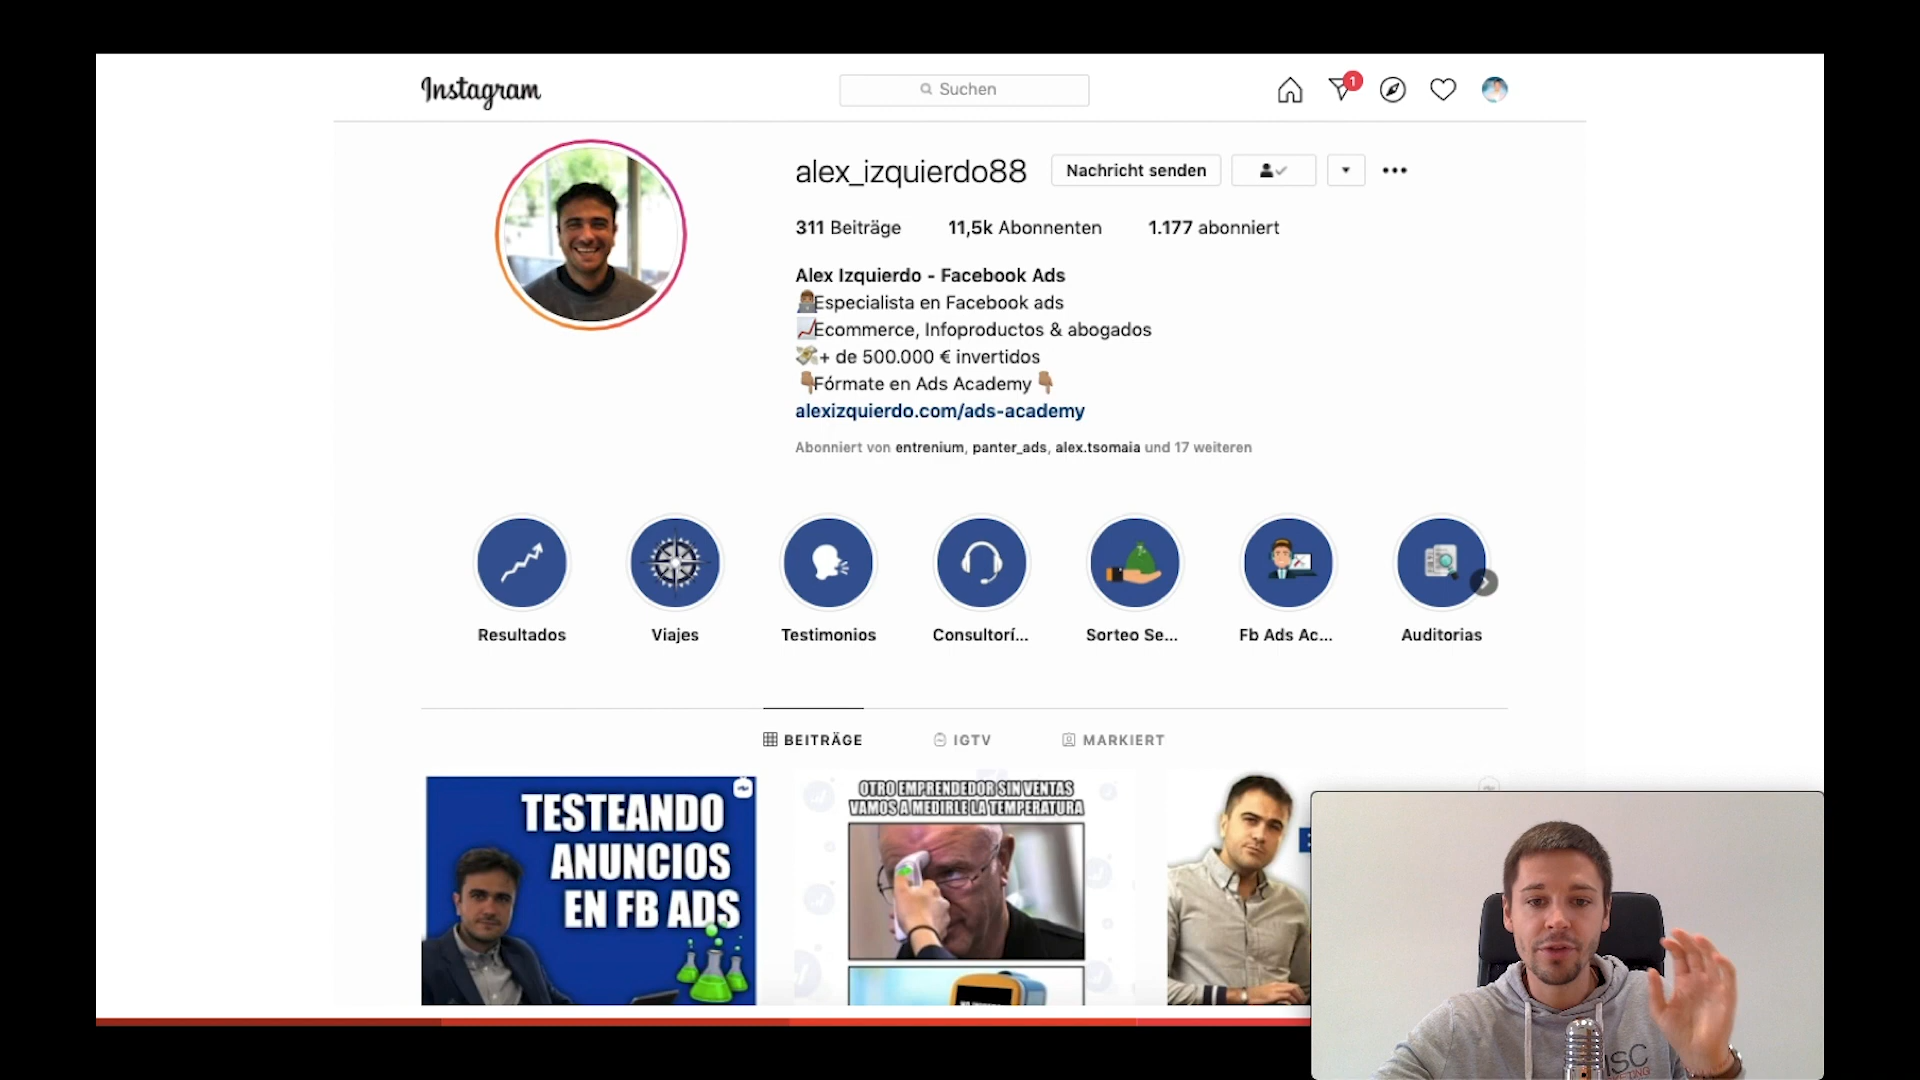 Instagram
Suchen
1
alex_izquierdo88
Nachricht senden
311 Beiträge
11,5k Abonnenten
1.177 abonniert
Alex Izquierdo - Facebook Ads
Especialista en Facebook ads
Ecommerce, Infoproductos & abogados
+ de 500.000 € invertidos
Fórmate en Ads Academy
alexizquierdo.com/ads-academy
Abonniert von entrenium, panter_ads, alex.tsomaia und 17 weiteren
Resultados
Viajes
Testimonios
Consultorí...
Sorteo Se...
Fb Ads Ac...
Auditorias
BEITRÄGE
IGTV
MARKIERT
TESTEANDO
ANUNCIOS
EN FB ADS
OTRO EMPRENDEDOR SIN VENTAS
VAMOS A MEDIRLE LA TEMPERATURA